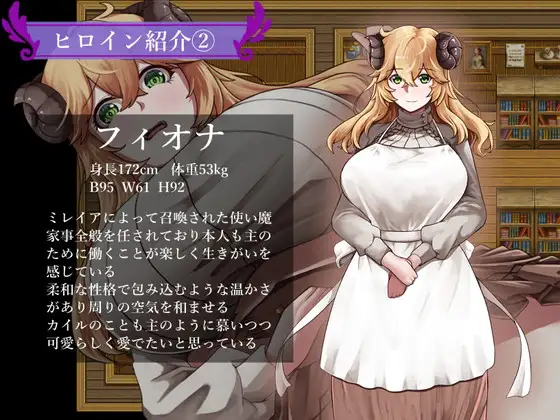 ヒロイン紹介②
フィオナ
身長172cm 体重53kg
B95 W61 H92
ミレイアによって召喚された使い魔
家事全般を任されており本人も主の
ために働くことが楽しく生きがいを
感じている
柔和な性格で包み込むような温かさ
があり周りの空気を和ませる
カイルのことも主のように慕いつつ
可愛らしく愛でたいと思っている